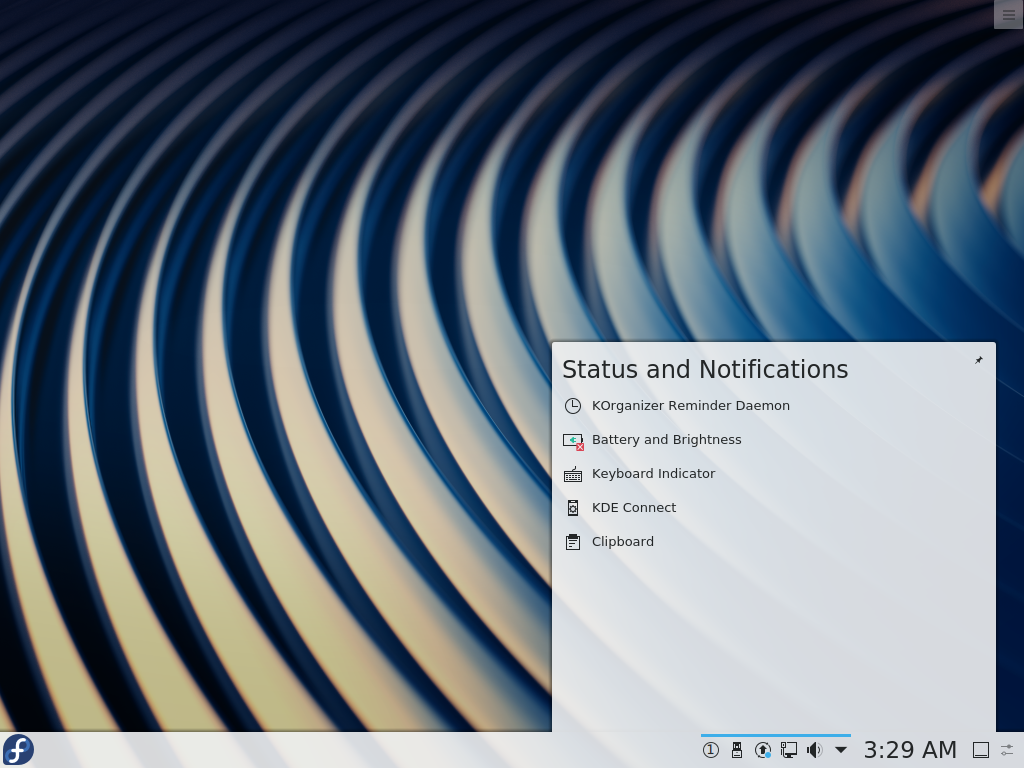 Status and Notifications
KOrganizer Reminder Daemon
Battery and Brightness
Keyboard Indicator
KDE Connect
Clipboard
1
3:29 AM